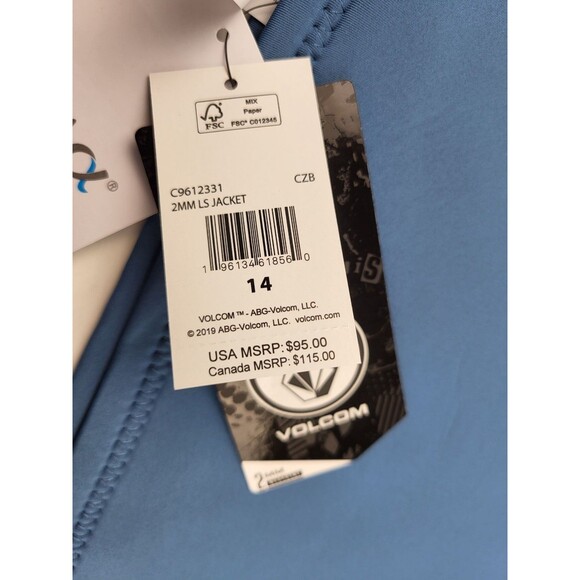 MIX
Paper
FSC
FSC® C012345
C9612331
CZB
2MM LS JACKET
1 96134 61856 0
14
VOLCOM ™ - ABG-Volcom, LLC.
© 2019 ABG-Volcom, LLC. volcom.com
USA MSRP: $95.00
Canada MSRP: $115.00
VOLCOM
®